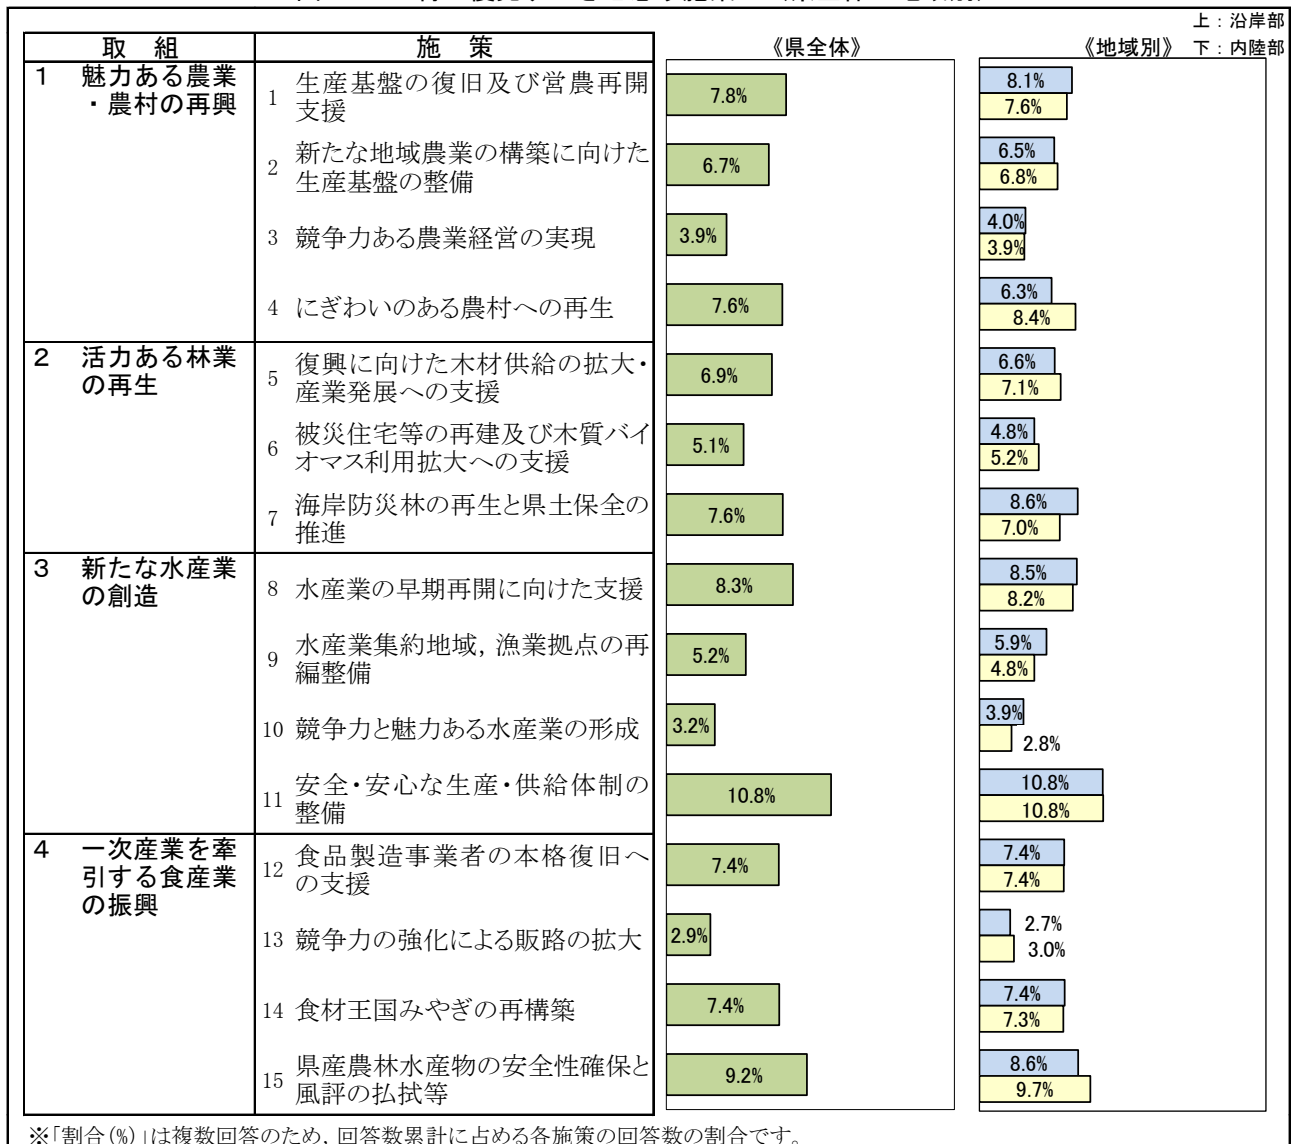 上：沿岸部
取　組　施　策　《県全体》　《地域別》　下：内陸部
1　魅力ある農業
・農村の再興
1 生産基盤の復旧及び営農再開
支援
7.8%
8.1%
7.6%
2 新たな地域農業の構築に向けた
生産基盤の整備
6.7%
6.5%
6.8%
3 競争力ある農業経営の実現
3.9%
4.0%
3.9%
4 にぎわいのある農村への再生
7.6%
6.3%
8.4%
2　活力ある林業
の再生
5 復興に向けた木材供給の拡大・
産業発展への支援
6.9%
6.6%
7.1%
6 被災住宅等の再建及び木質バイ
オマス利用拡大への支援
5.1%
4.8%
5.2%
7 海岸防災林の再生と県土保全の
推進
7.6%
8.6%
7.0%
3　新たな水産業
の創造
8 水産業の早期再開に向けた支援
8.3%
8.5%
8.2%
9 水産業集約地域，漁業拠点の再
編整備
5.2%
5.9%
4.8%
10 競争力と魅力ある水産業の形成
3.2%
3.9%
2.8%
11 安全・安心な生産・供給体制の
整備
10.8%
10.8%
10.8%
4　一次産業を牽
引する食産業
の振興
12 食品製造事業者の本格復旧へ
の支援
7.4%
7.4%
7.4%
13 競争力の強化による販路の拡大
2.9%
2.7%
3.0%
14 食材王国みやぎの再構築
7.4%
7.4%
7.3%
15 県産農林水産物の安全性確保と
風評の払拭等
9.2%
8.6%
9.7%
※「割合(%)」は複数回答のため，回答数累計に占める各施策の回答数の割合です。